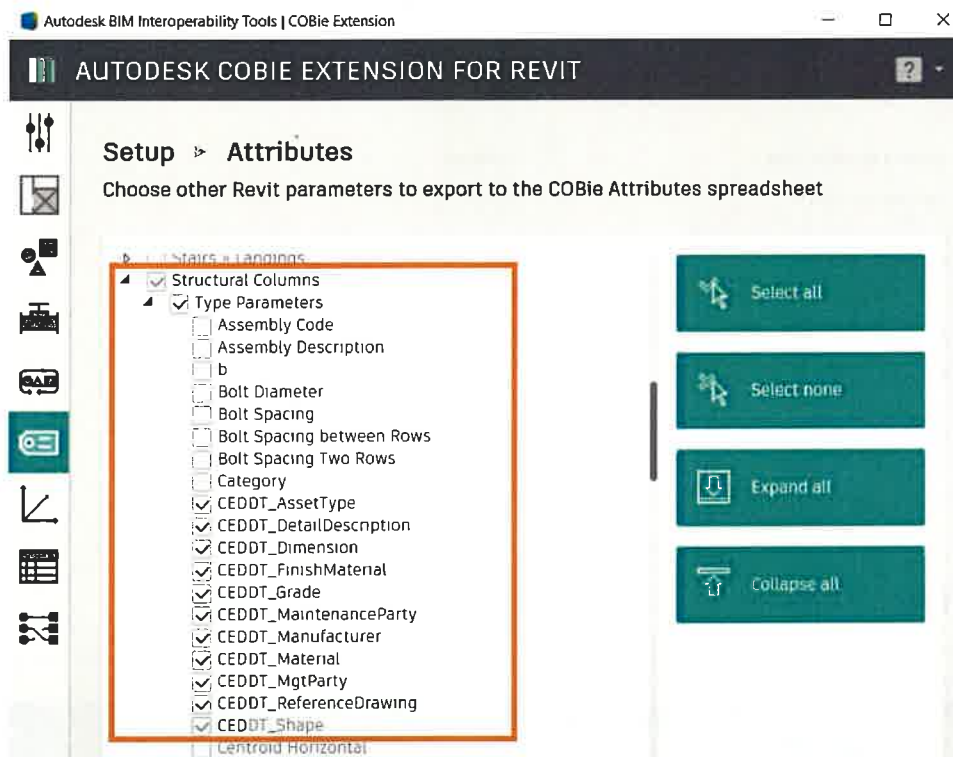 Autodesk BIM Interoperability Tools | COBie Extension
AUTODESK COBIE EXTENSION FOR REVIT
?
Setup > Attributes
Choose other Revit parameters to export to the COBie Attributes spreadsheet
Stairs » Landings
Structural Columns
Type Parameters
Assembly Code
Assembly Description
b
Bolt Diameter
Bolt Spacing
Bolt Spacing between Rows
Bolt Spacing Two Rows
Category
CEDDT_AssetType
CEDDT_DetailDescription
CEDDT_Dimension
CEDDT_FinishMaterial
CEDDT_Grade
CEDDT_MaintenanceParty
CEDDT_Manufacturer
CEDDT_Material
CEDDT_MgtParty
CEDDT_ReferenceDrawing
CEDDT_Shape
Centroid Horizontal
Select all
Select none
Expand all
Collapse all